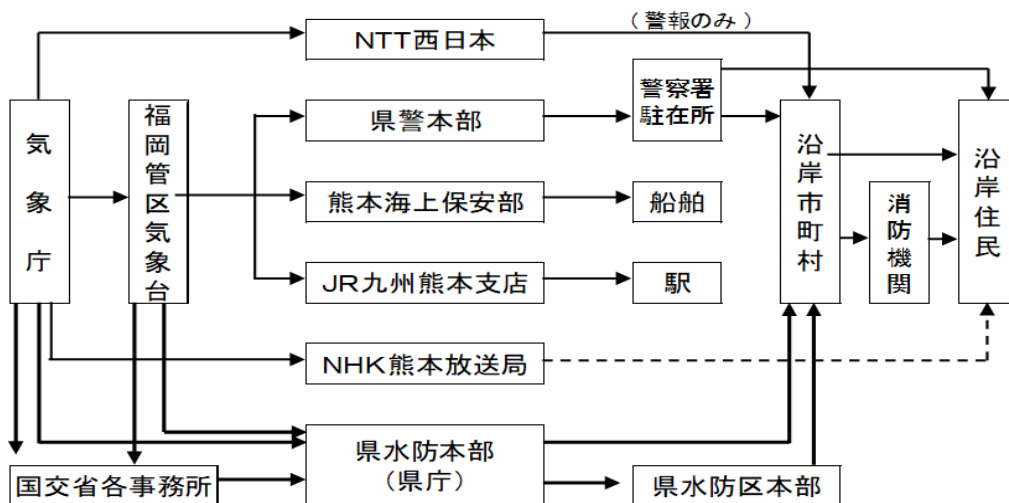 （警報のみ）
NTT西日本
気象庁
福岡管区気象台
県警本部
警察署
駐在所
沿岸市町村
沿岸住民
熊本海上保安部
船舶
消防機関
JR九州熊本支店
駅
NHK熊本放送局
県水防本部
（県庁）
国交省各事務所
県水防区本部